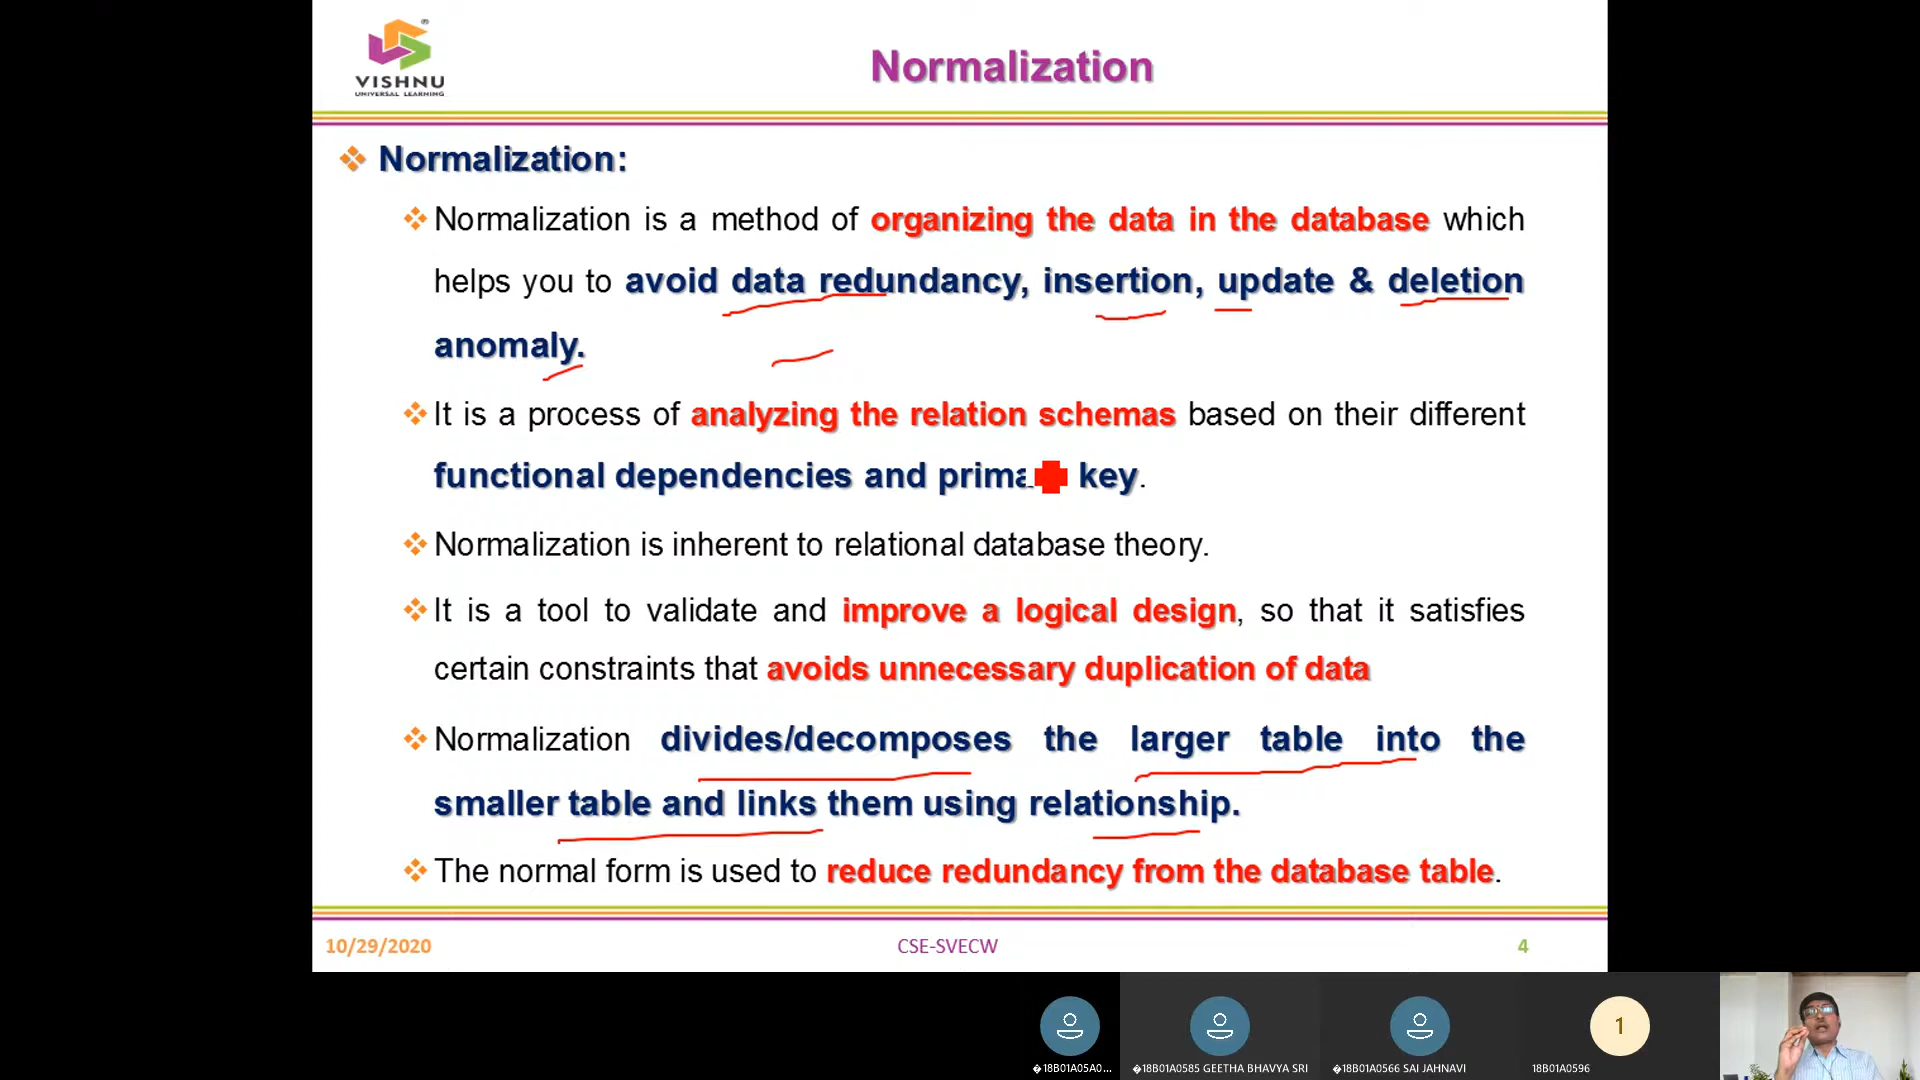 VISHNU
UNIVERSAL LEARNING
Normalization
Normalization:
Normalization is a method of organizing the data in the database which
helps you to avoid data redundancy, insertion, update & deletion
anomaly.
It is a process of analyzing the relation schemas based on their different
functional dependencies and prima key.
Normalization is inherent to relational database theory.
It is a tool to validate and improve a logical design, so that it satisfies
certain constraints that avoids unnecessary duplication of data
Normalization divides/decomposes the larger table into the
smaller table and links them using relationship.
The normal form is used to reduce redundancy from the database table.
10/29/2020 CSE-SVECW 4
1
�18B01A05A0... �18B01A0585 GEETHA BHAVYA SRI �18B01A0566 SAI JAHNAVI 18B01A0596